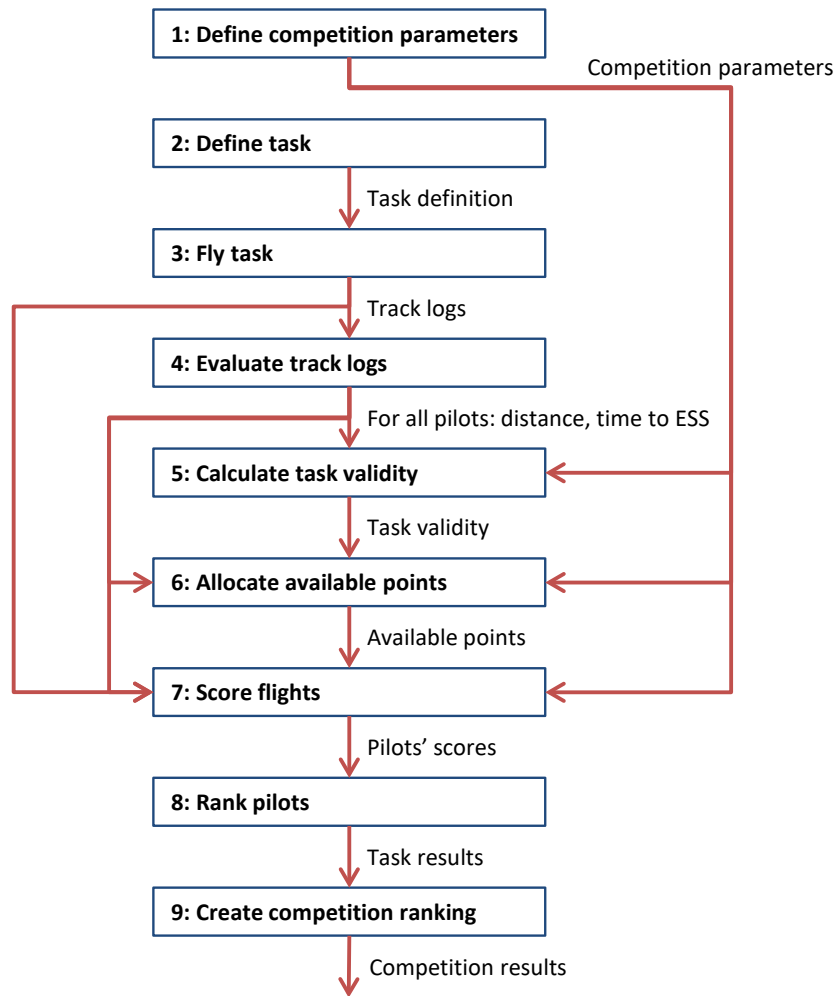 1: Define competition parameters
Competition parameters
2: Define task
Task definition
3: Fly task
Track logs
4: Evaluate track logs
For all pilots: distance, time to ESS
5: Calculate task validity
Task validity
6: Allocate available points
Available points
7: Score flights
Pilots’ scores
8: Rank pilots
Task results
9: Create competition ranking
Competition results